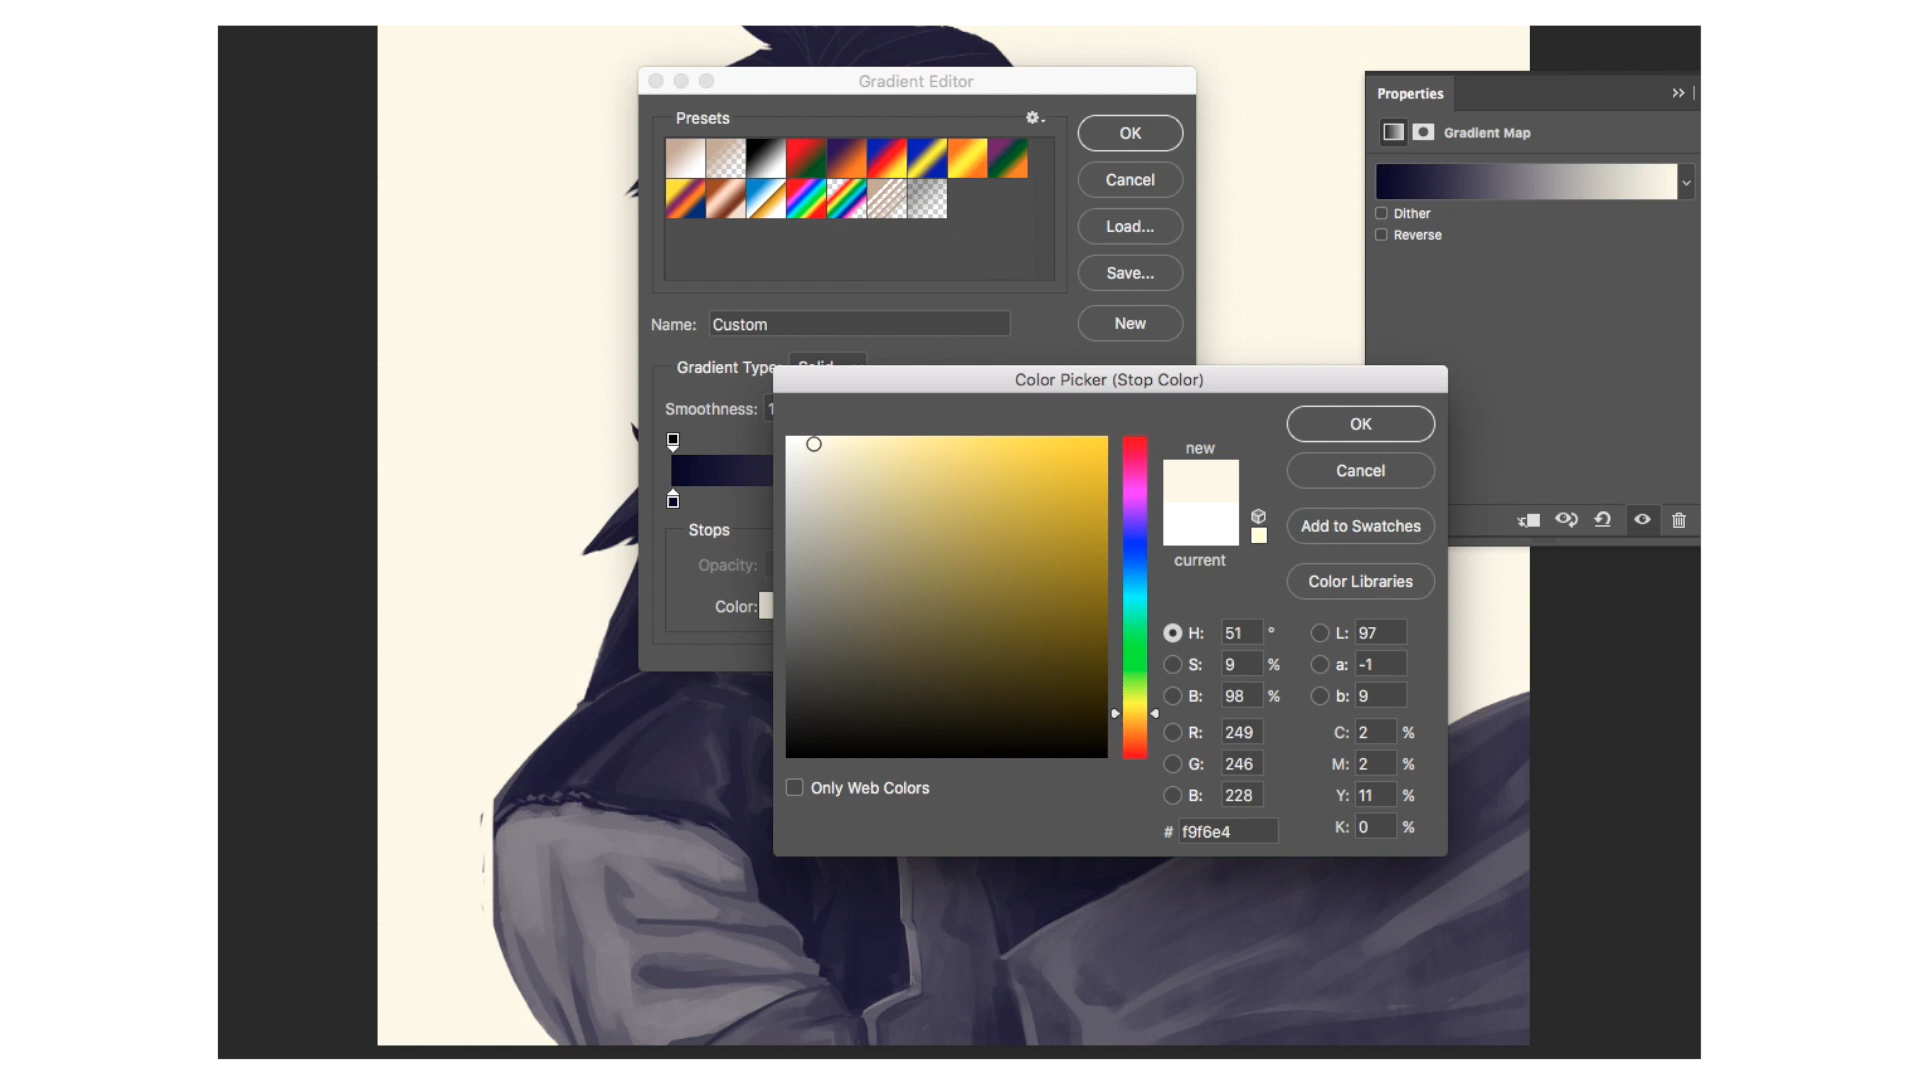 Gradient Editor
Presets
OK
Cancel
Load...
Save...
Name: Custom
New
Gradient Type:
Smoothness: 1
Stops
Opacity:
Color:
Color Picker (Stop Color)
new
current
OK
Cancel
Add to Swatches
Color Libraries
H: 51 °
S: 9 %
B: 98 %
R: 249
G: 246
B: 228
# f9f6e4
L: 97
a: -1
b: 9
C: 2 %
M: 2 %
Y: 11 %
K: 0 %
Only Web Colors
Properties
Gradient Map
Dither
Reverse